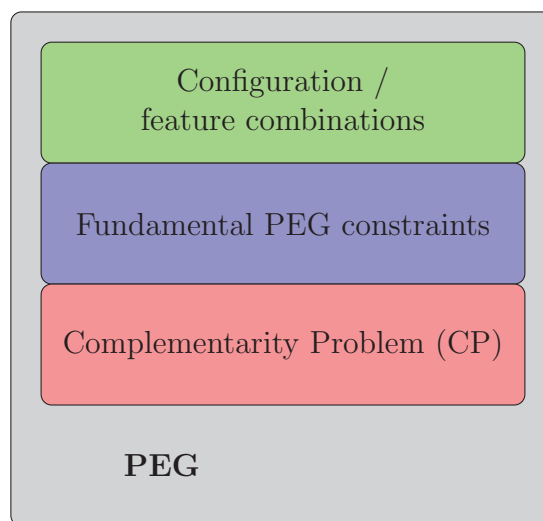 Configuration /
feature combinations
Fundamental PEG constraints
Complementarity Problem (CP)
PEG